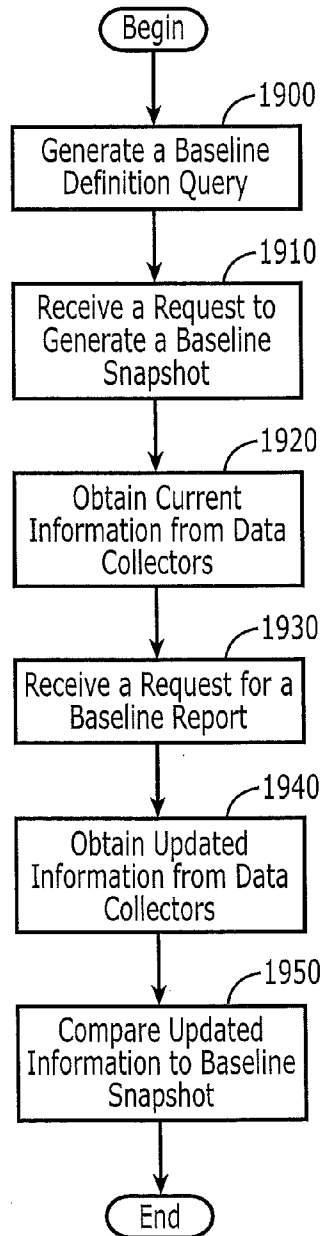 Begin
1900
Generate a Baseline
Definition Query
1910
Receive a Request to
Generate a Baseline
Snapshot
1920
Obtain Current
Information from Data
Collectors
1930
Receive a Request for a
Baseline Report
1940
Obtain Updated
Information from Data
Collectors
1950
Compare Updated
Information to Baseline
Snapshot
End